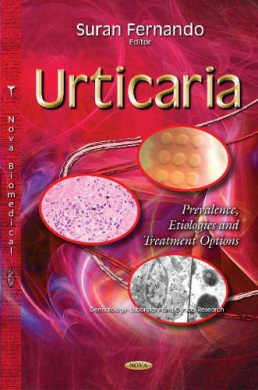 Suran Fernando
Editor
Urticaria
Nova Biomedical
Prevalence,
Etiologies and
Treatment Options
Dermatology - Laboratory and Clinical Research
NOVA